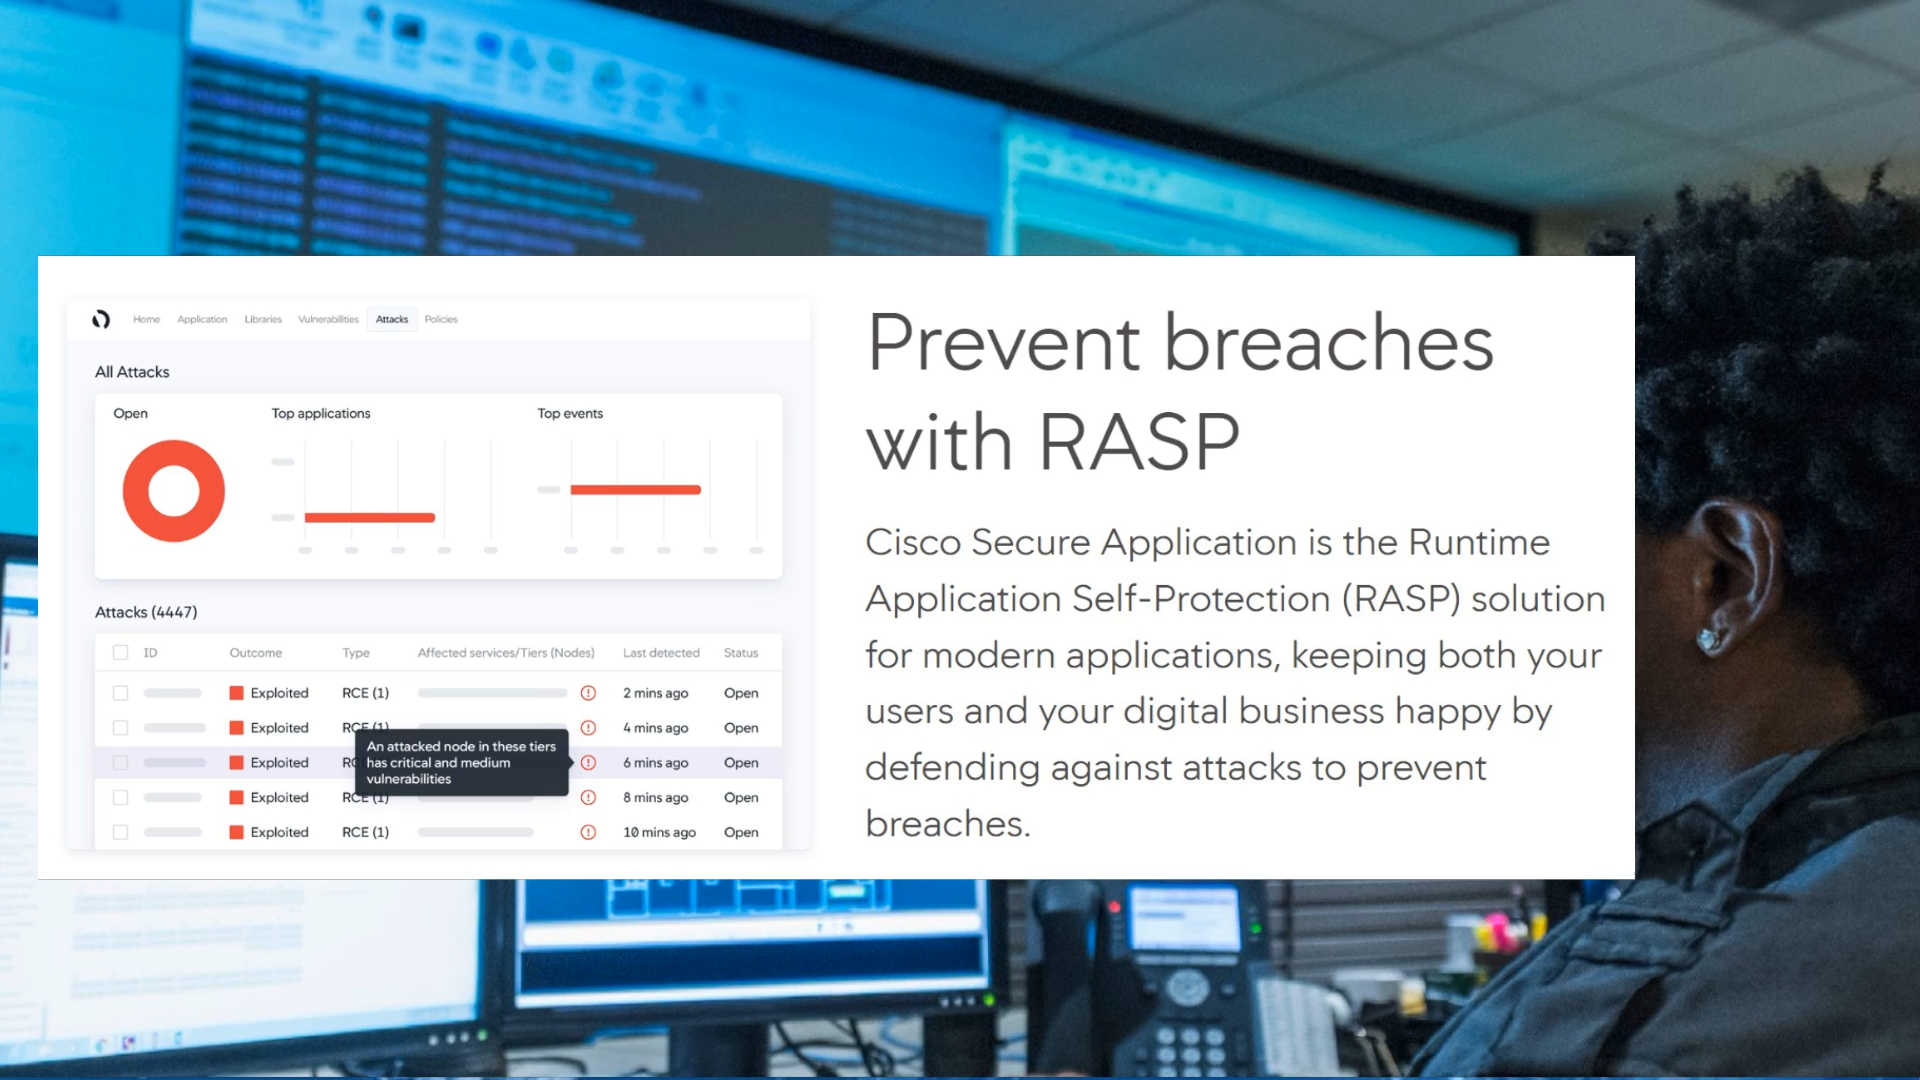 Home Application Libraries Vulnerabilities Attacks Policies
All Attacks
Open Top applications Top events
Attacks (4447)
ID Outcome Type Affected services/Tiers (Nodes) Last detected Status
Exploited RCE (1) 2 mins ago Open
Exploited RCE (1) 4 mins ago Open
Exploited 6 mins ago Open
An attacked node in these tiers
has critical and medium
vulnerabilities
Exploited RCE (1) 8 mins ago Open
Exploited RCE (1) 10 mins ago Open
Prevent breaches
with RASP
Cisco Secure Application is the Runtime
Application Self-Protection (RASP) solution
for modern applications, keeping both your
users and your digital business happy by
defending against attacks to prevent
breaches.